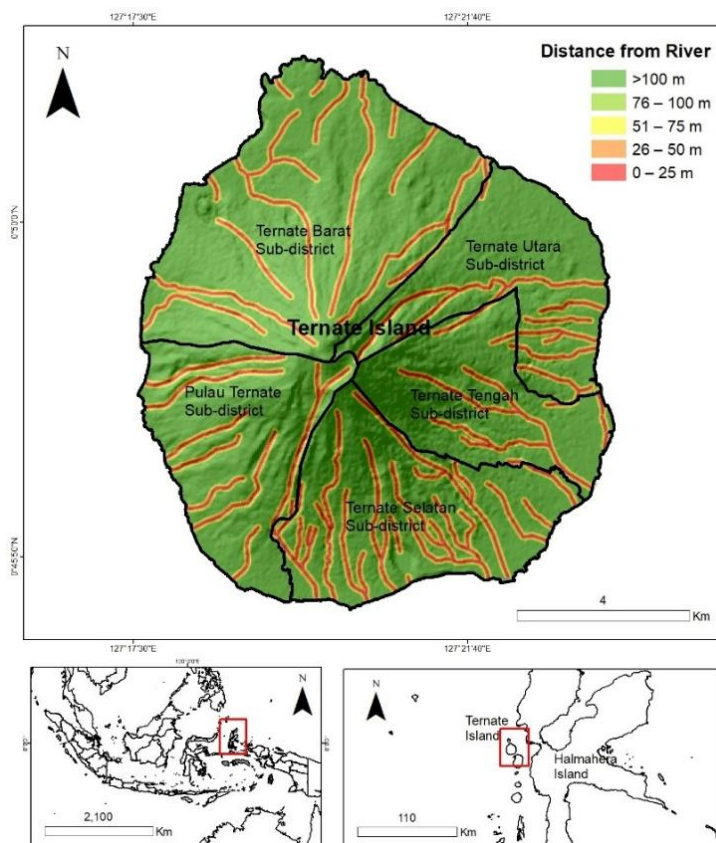 127°17'30"E
127°21'40"E
N
Distance from River
>100 m
76 – 100 m
51 – 75 m
26 – 50 m
0 – 25 m
0°50'0"N
Ternate Barat
Sub-district
Ternate Utara
Sub-district
Ternate Island
Pulau Ternate
Sub-district
Ternate Tengah
Sub-district
Ternate Selatan
Sub-district
0°45'50"N
4
Km
127°17'30"E
127°21'40"E
N
2,100
Km
N
Ternate
Island
Halmahera
Island
110
Km